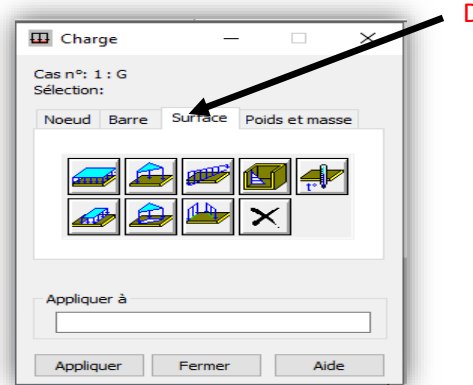 D
Charge
Cas n°: 1 : G
Sélection:
Noeud Barre Surface Poids et masse
t°
Appliquer à
Appliquer Fermer Aide